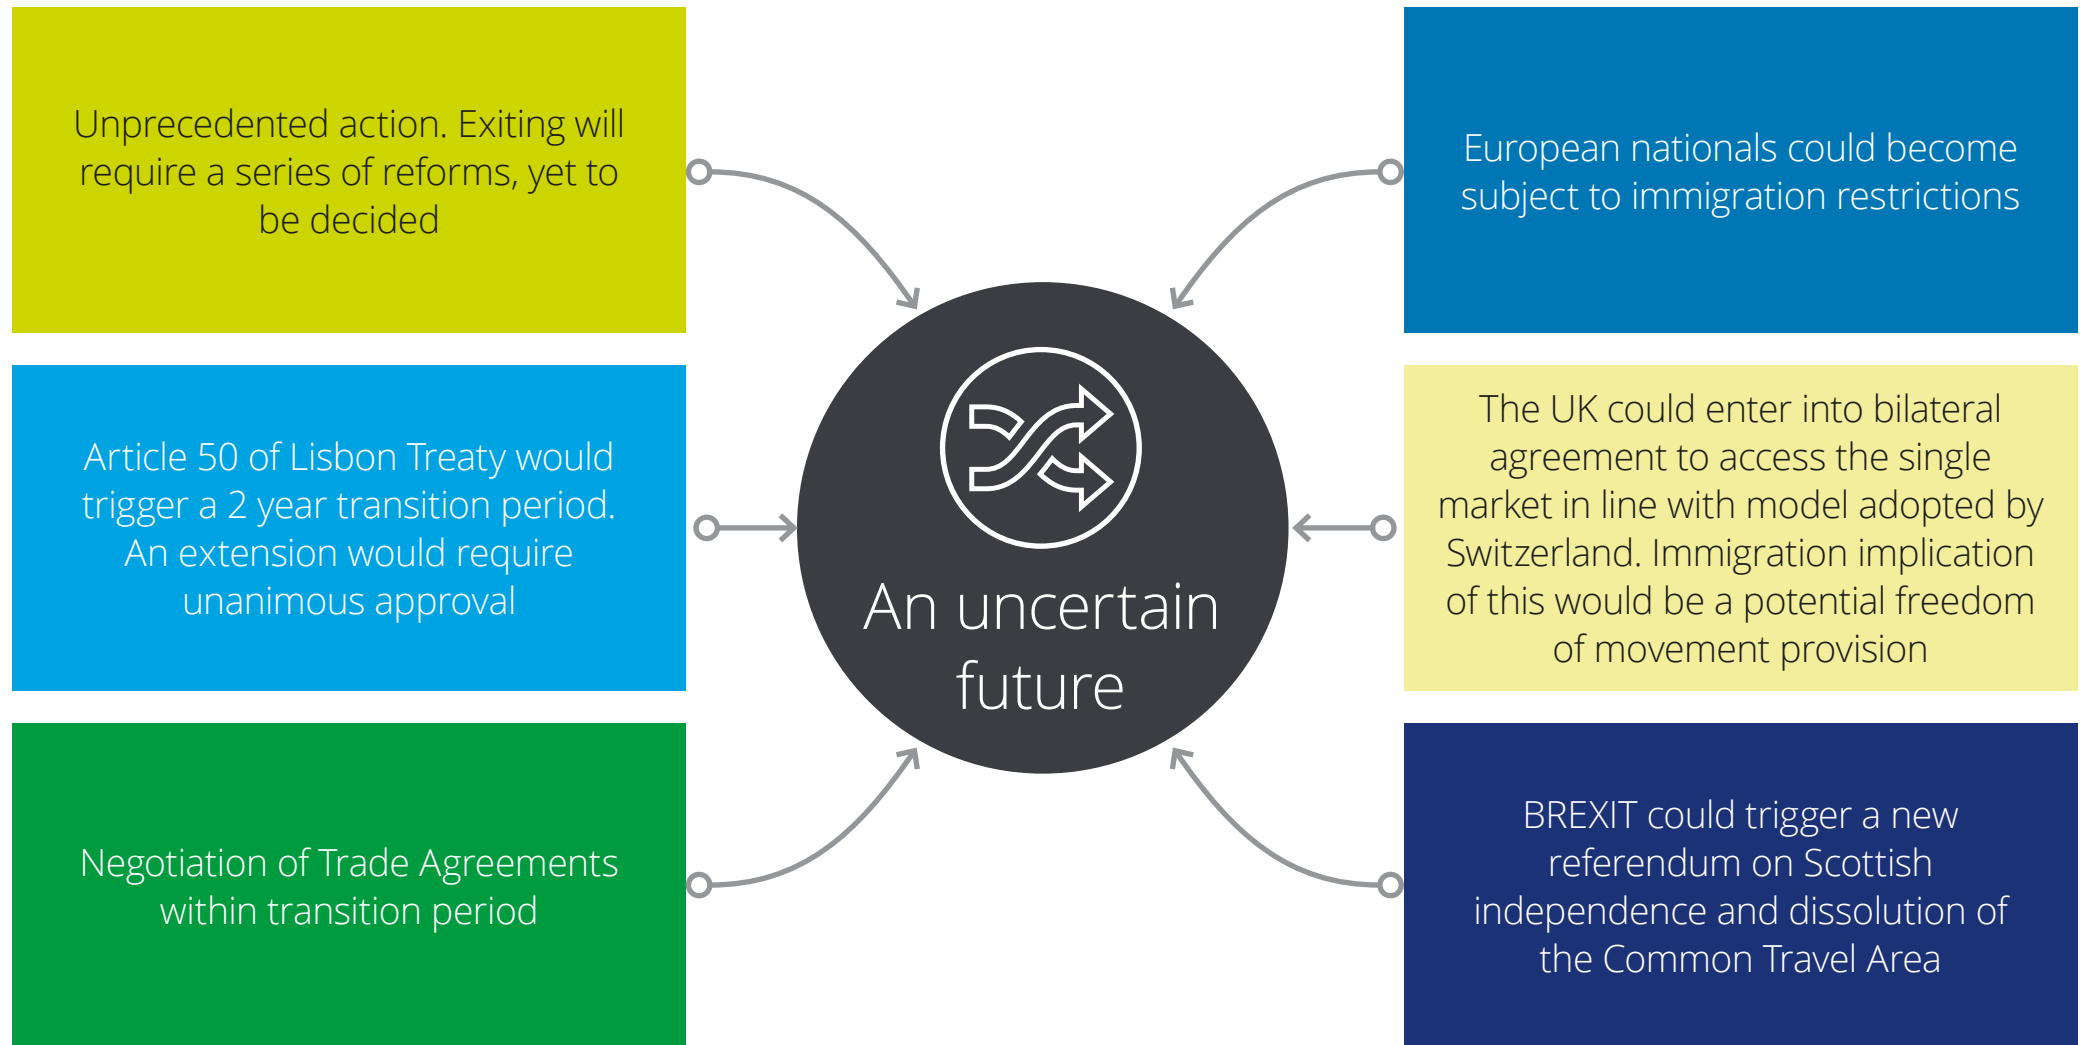 Unprecedented action. Exiting will
require a series of reforms, yet to
be decided
Article 50 of Lisbon Treaty would
trigger a 2 year transition period.
An extension would require
unanimous approval
Negotiation of Trade Agreements
within transition period
An uncertain
future
European nationals could become
subject to immigration restrictions
The UK could enter into bilateral
agreement to access the single
market in line with model adopted by
Switzerland. Immigration implication
of this would be a potential freedom
of movement provision
BREXIT could trigger a new
referendum on Scottish
independence and dissolution of
the Common Travel Area